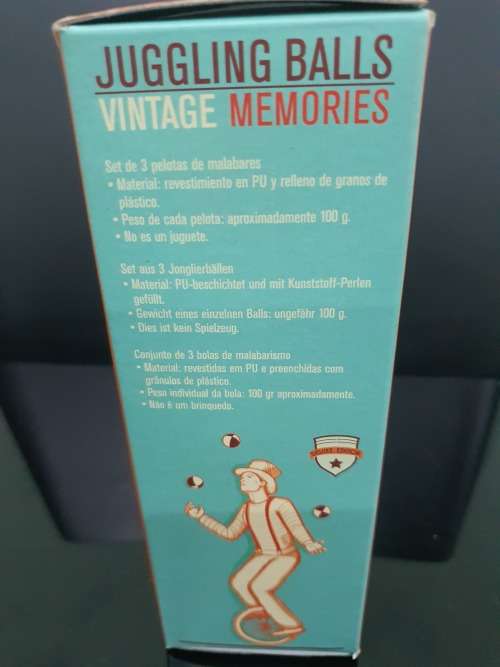 JUGGLING BALLS
VINTAGE MEMORIES
Set de 3 pelotas de malabares
• Material: revestimiento en PU y relleno de granos de
plástico.
• Peso de cada pelota: aproximadamente 100 g.
• No es un juguete.
Set aus 3 Jonglierbällen
• Material: PU-beschichtet und mit Kunststoff-Perlen
gefüllt.
• Gewicht eines einzelnen Balls: ungefähr 100 g.
• Dies ist kein Spielzeug.
Conjunto de 3 bolas de malabarismo
• Material: revestidas em PU e preenchidas com
grânulos de plástico.
• Peso individual da bola: 100 gr aproximadamente.
• Não é um brinquedo.